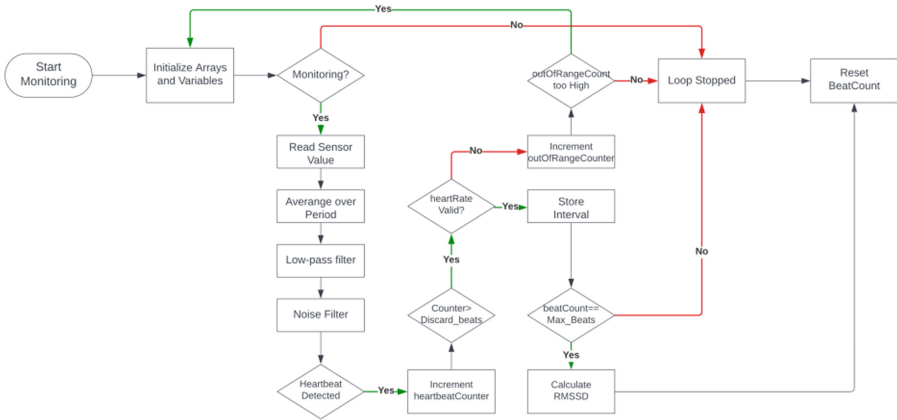 Yes
No
Start
Monitoring
Initialize Arrays
and Variables
Monitoring?
outOfRangeCount
too High
No
Loop Stopped
Reset
BeatCount
Yes
Read Sensor
Value
No
Increment
outOfRangeCounter
Averange over
Period
heartRate
Valid?
Yes
Store
Interval
Low-pass filter
Yes
No
Noise Filter
Counter>
Discard_beats
beatCount==
Max_Beats
Yes
Heartbeat
Detected
Yes
Increment
heartbeatCounter
Calculate
RMSSD